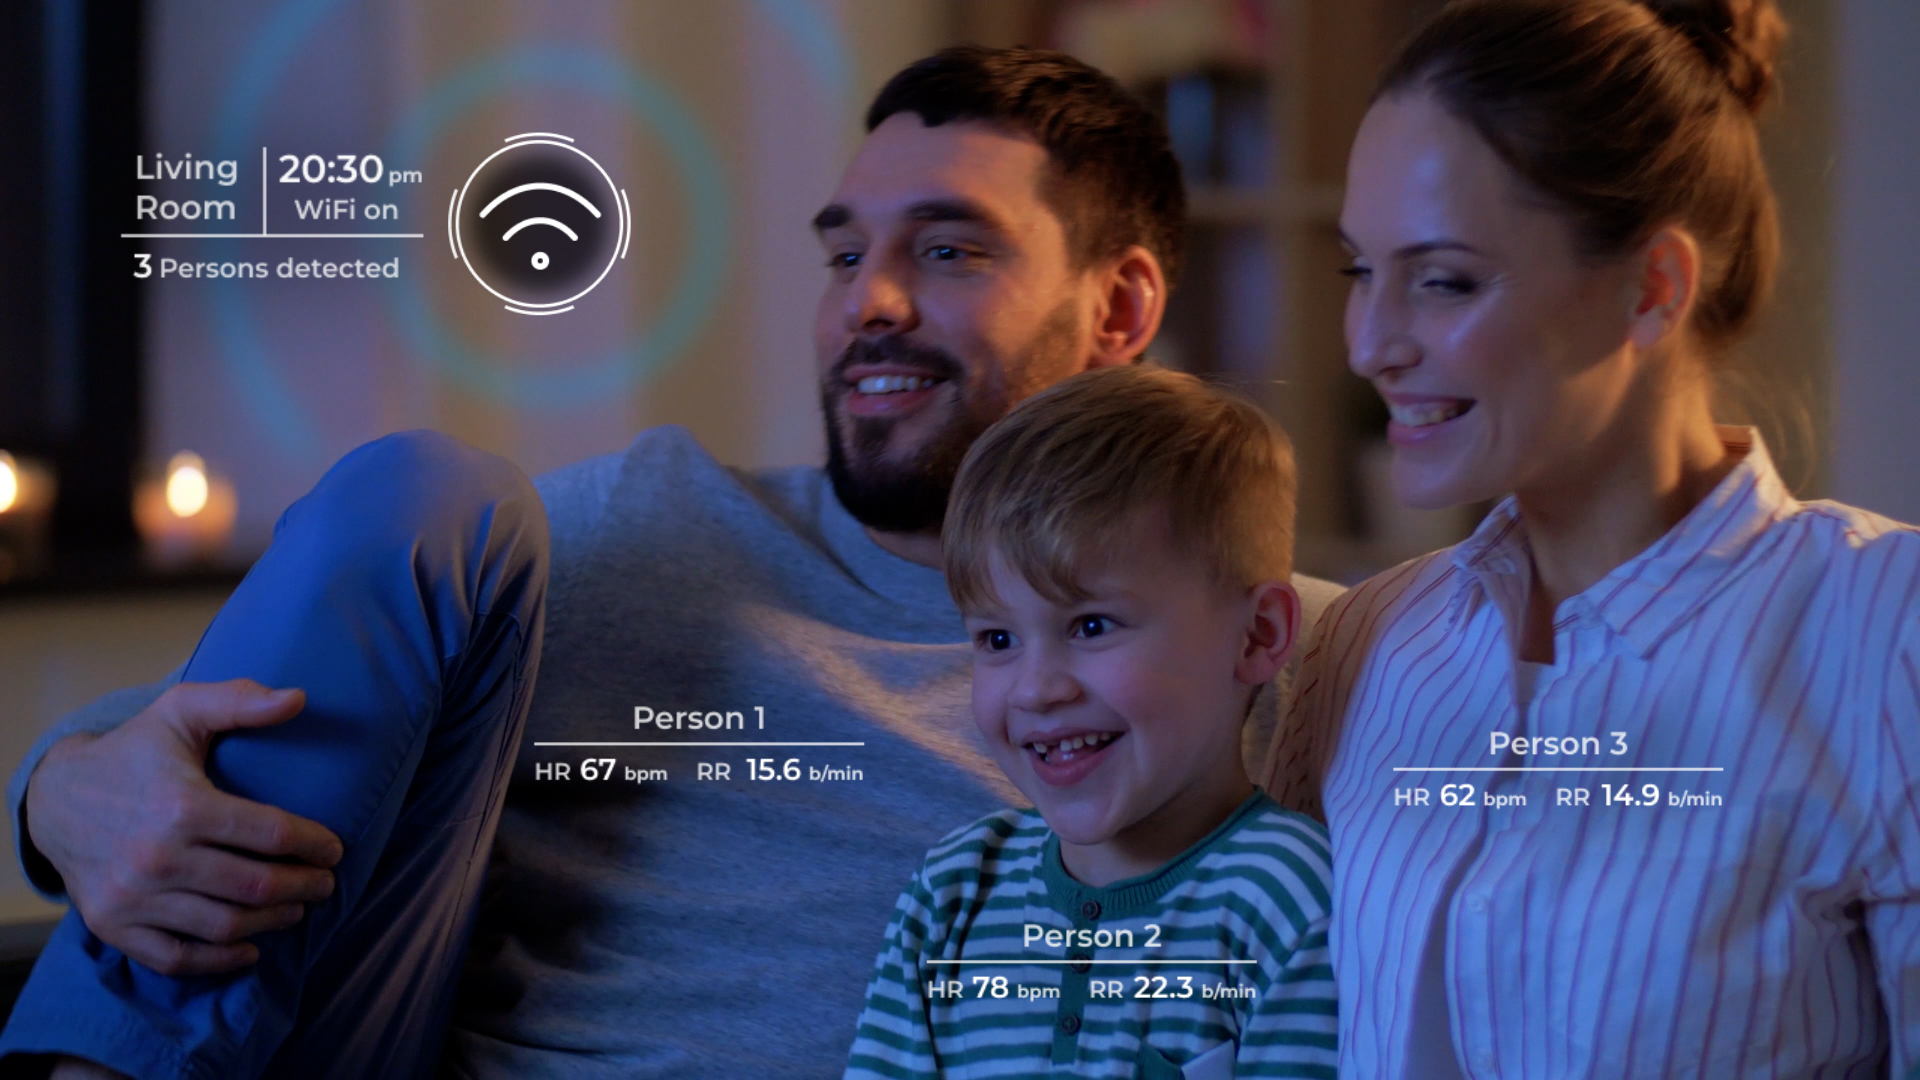 Living Room
20:30 pm
WiFi on
3 Persons detected
Person 1
HR 67 bpm RR 15.6 b/min
Person 3
HR 62 bpm RR 14.9 b/min
Person 2
HR 78 bpm RR 22.3 b/min